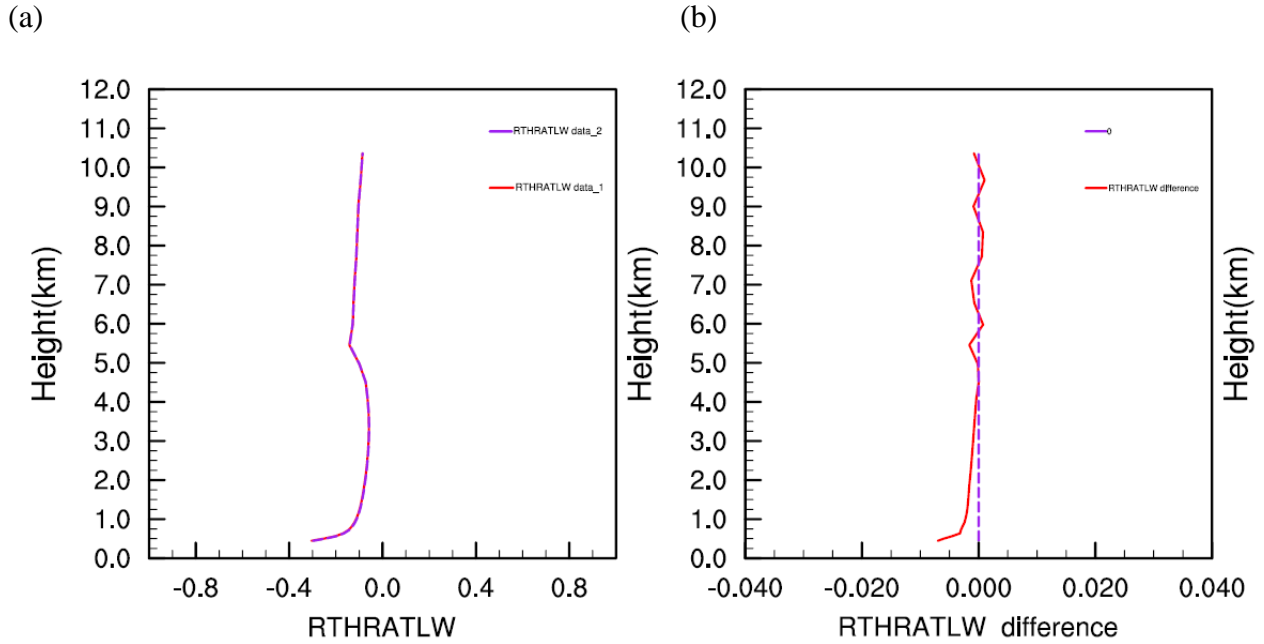 (a)
(b)
12.0
11.0
10.0
9.0
8.0
7.0
6.0
5.0
4.0
3.0
2.0
1.0
0.0
Height(km)
RTHRATLW data_2
RTHRATLW data_1
-0.8 -0.4 0.0 0.4 0.8
RTHRATLW
Height(km)
12.0
11.0
10.0
9.0
8.0
7.0
6.0
5.0
4.0
3.0
2.0
1.0
0.0
Height(km)
0
RTHRATLW difference
-0.040 -0.020 0.000 0.020 0.040
RTHRATLW difference